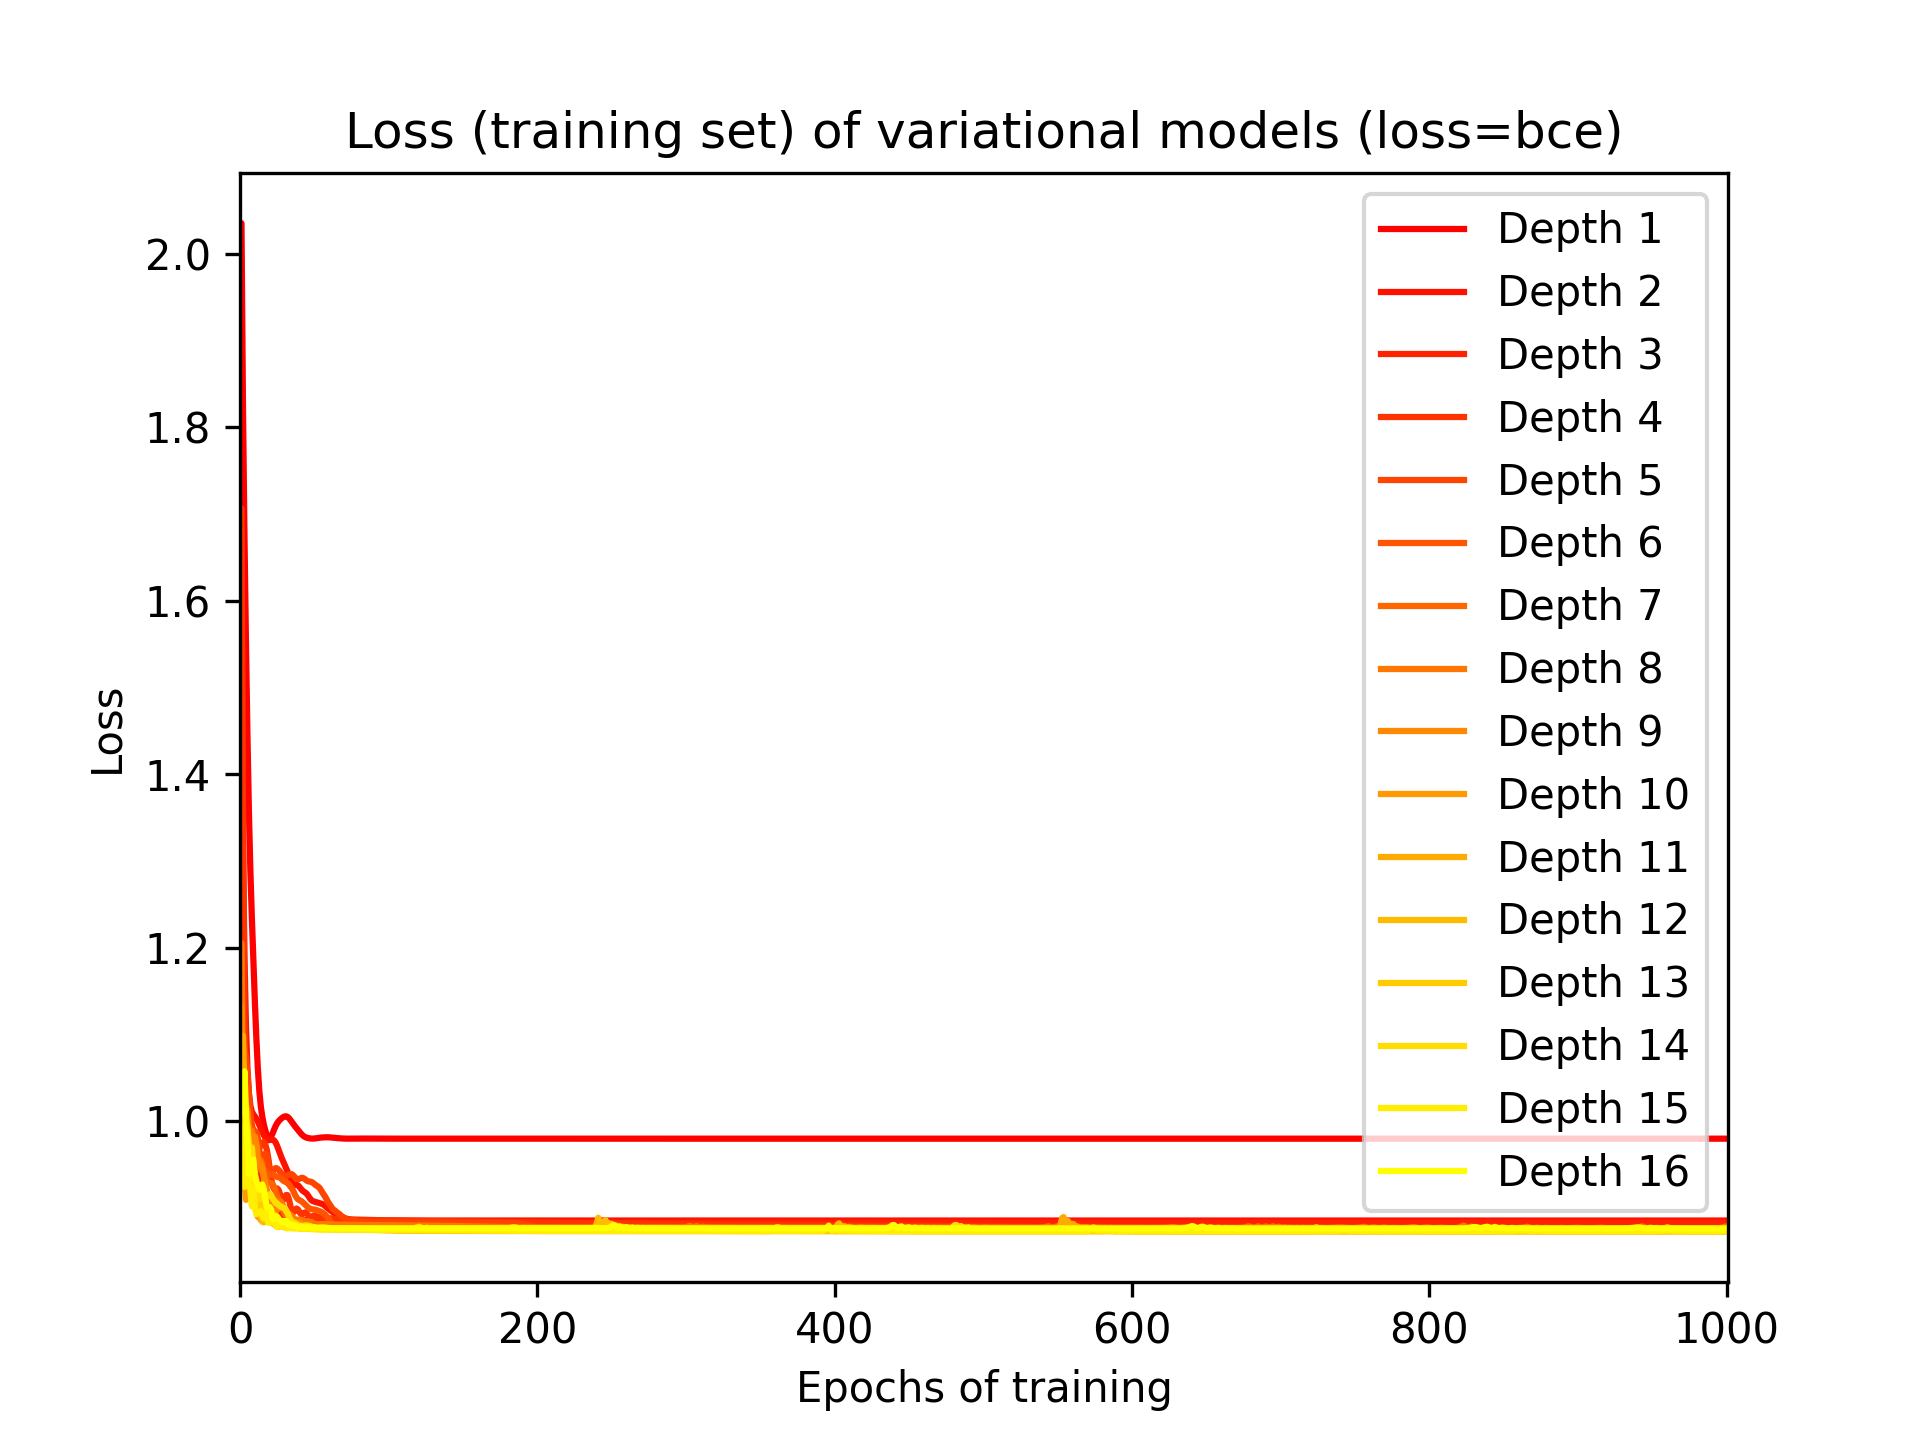 Loss (training set) of variational models (loss=bce)
Loss
2.0
1.8
1.6
1.4
1.2
1.0
Depth 1
Depth 2
Depth 3
Depth 4
Depth 5
Depth 6
Depth 7
Depth 8
Depth 9
Depth 10
Depth 11
Depth 12
Depth 13
Depth 14
Depth 15
Depth 16
0 200 400 600 800 1000
Epochs of training